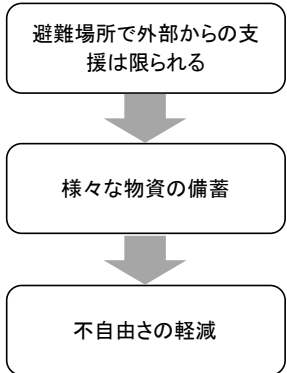 避難場所で外部からの支
援は限られる
様々な物資の備蓄
不自由さの軽減